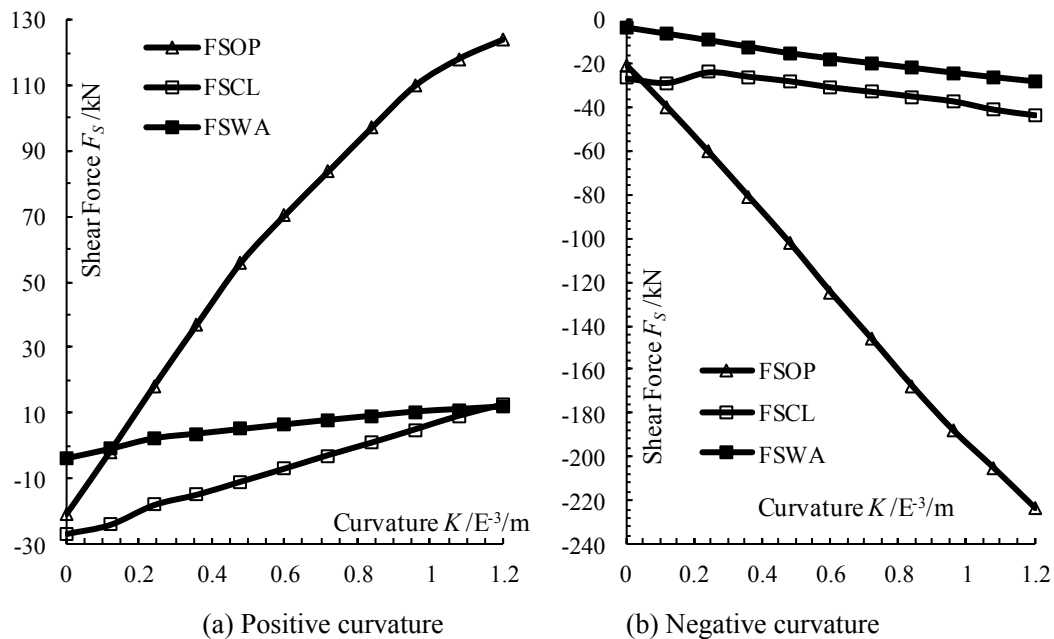 130
110
90
70
50
30
10
-10
-30
Shear Force F_S /kN
FSOP
FSCL
FSWA
Curvature K /E⁻³/m
0 0.2 0.4 0.6 0.8 1 1.2
(a) Positive curvature
0
-20
-40
-60
-80
-100
-120
-140
-160
-180
-200
-220
-240
Shear Force F_S /kN
FSOP
FSCL
FSWA
Curvature K /E⁻³/m
0 0.2 0.4 0.6 0.8 1 1.2
(b) Negative curvature